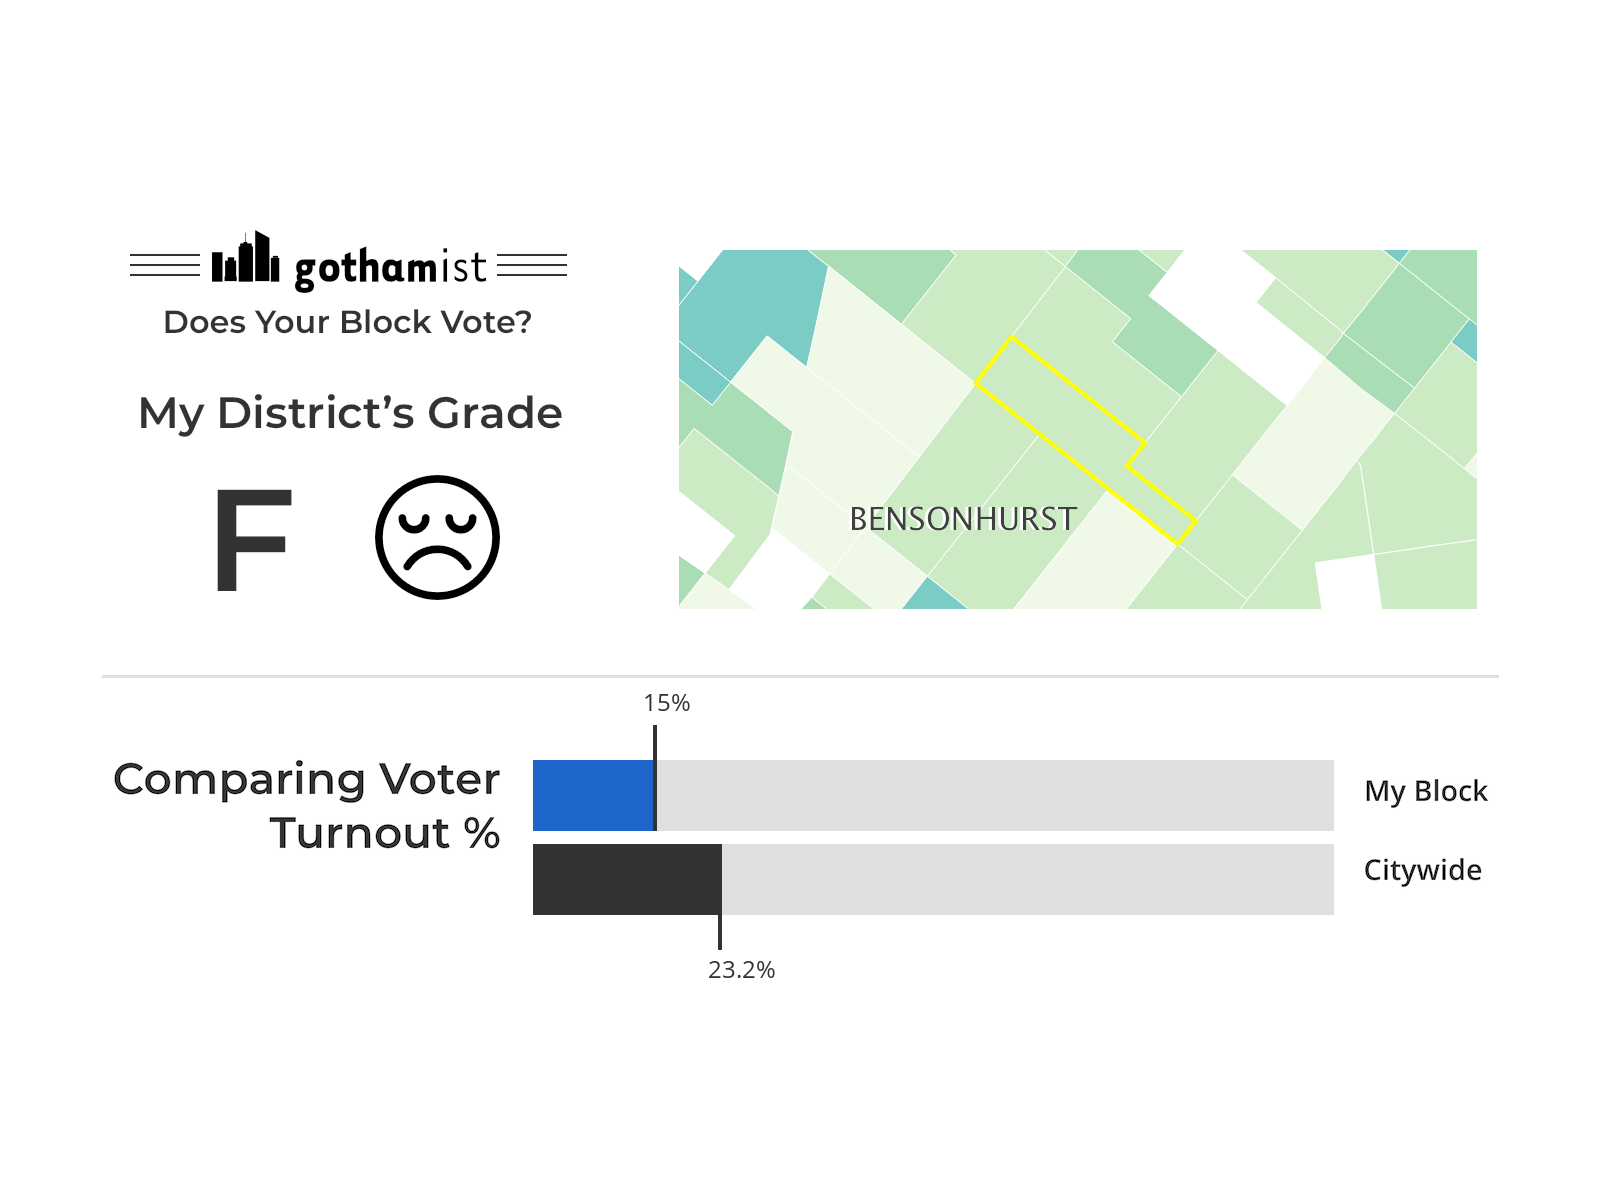 gothamist
Does Your Block Vote?
My District’s Grade
F
BENSONHURST
15%
Comparing Voter
Turnout %
My Block
Citywide
23.2%